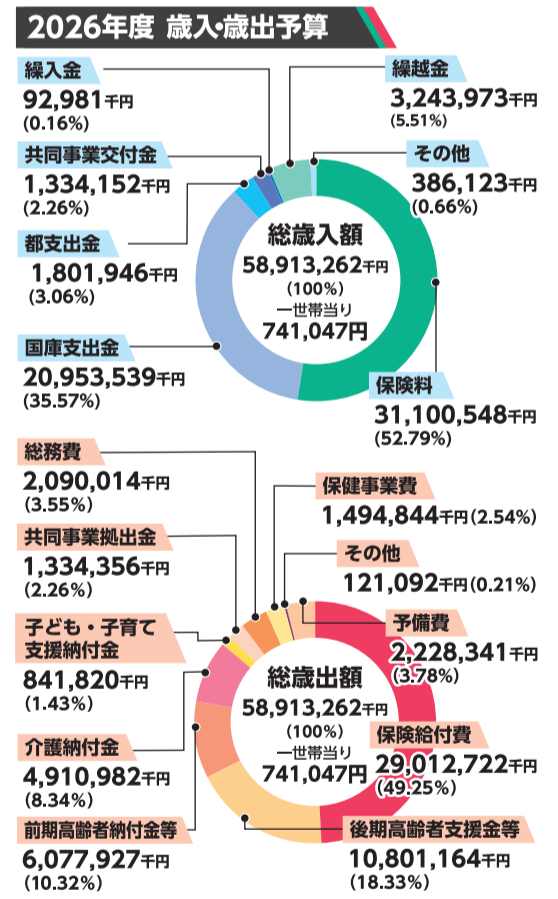 2026年度 歳入・歳出予算
繰入金
92,981千円
(0.16%)
共同事業交付金
1,334,152千円
(2.26%)
都支出金
1,801,946千円
(3.06%)
国庫支出金
20,953,539千円
(35.57%)
繰越金
3,243,973千円
(5.51%)
その他
386,123千円
(0.66%)
総歳入額
58,913,262千円
(100%)
一世帯当り
741,047円
保険料
31,100,548千円
(52.79%)
総務費
2,090,014千円
(3.55%)
共同事業拠出金
1,334,356千円
(2.26%)
子ども・子育て
支援納付金
841,820千円
(1.43%)
介護納付金
4,910,982千円
(8.34%)
前期高齢者納付金等
6,077,927千円
(10.32%)
保健事業費
1,494,844千円(2.54%)
その他
121,092千円(0.21%)
予備費
2,228,341千円
(3.78%)
総歳出額
58,913,262千円
(100%)
一世帯当り
741,047円
保険給付費
29,012,722千円
(49.25%)
後期高齢者支援金等
10,801,164千円
(18.33%)